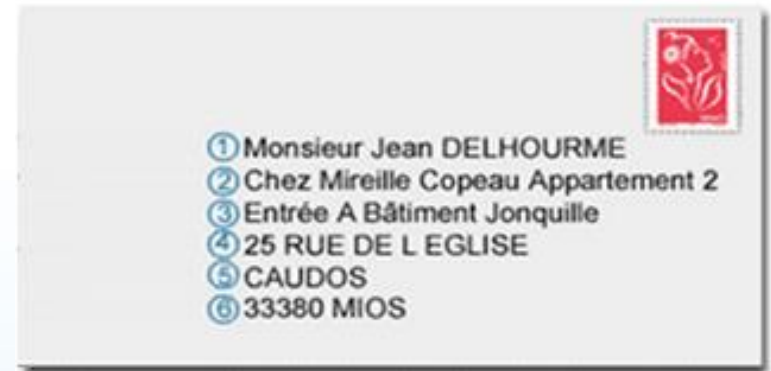 ①Monsieur Jean DELHOURME
②Chez Mireille Copeau Appartement 2
③Entrée A Bâtiment Jonquille
④25 RUE DE L EGLISE
⑤CAUDOS
⑥33380 MIOS